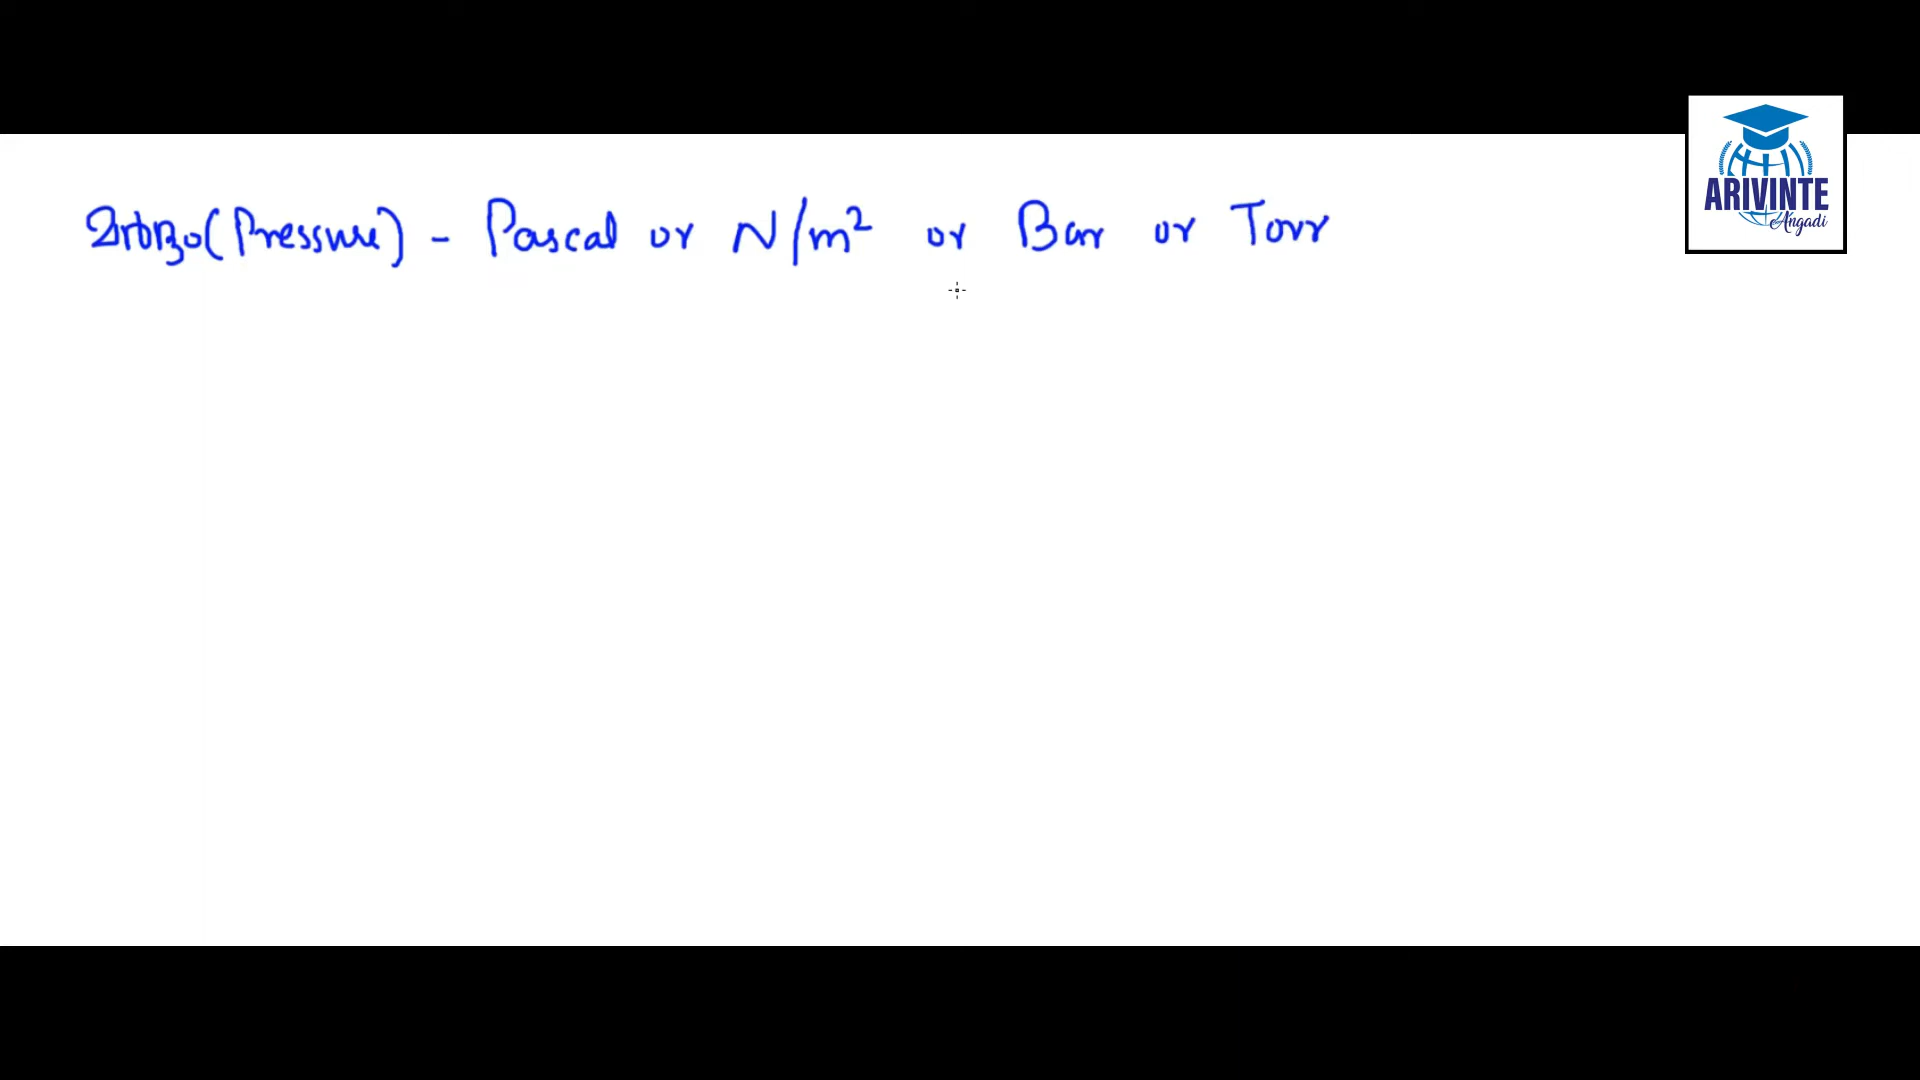 മർദ്ദം (Pressure) - Pascal or N/m² or Bar or Torr
ARIVINTE
Angadi